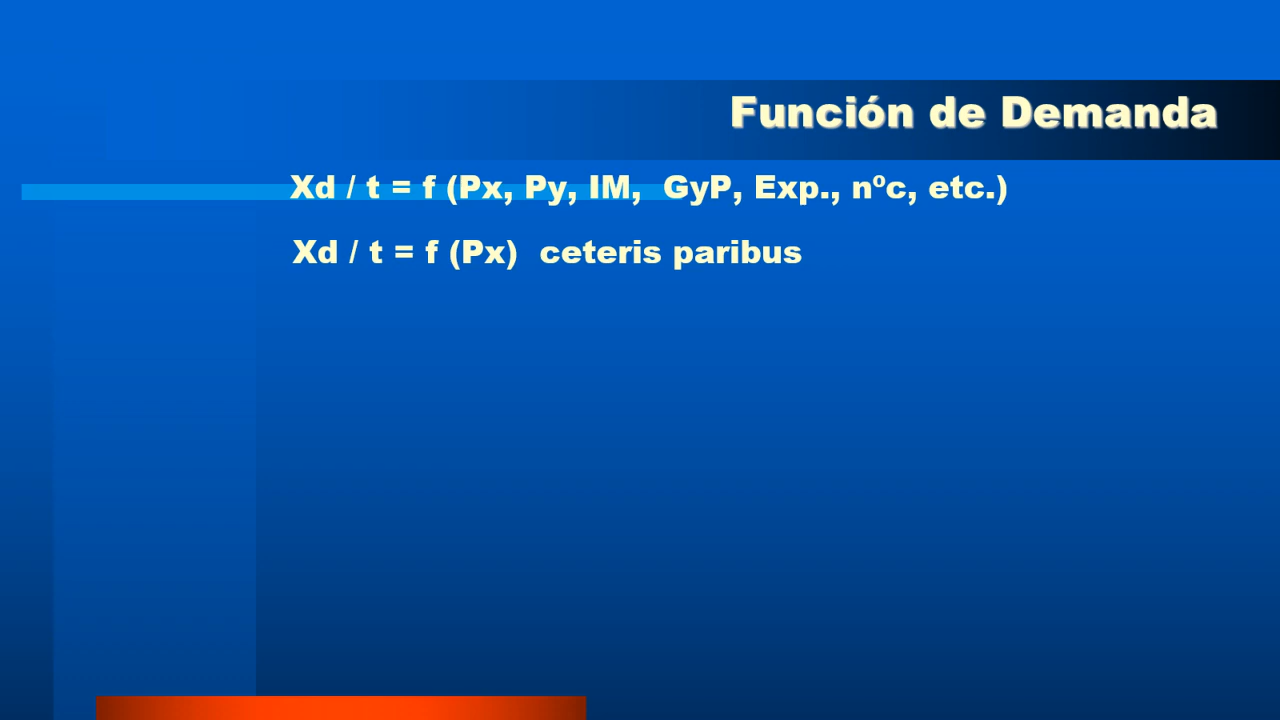 Función de Demanda
Xd / t = f (Px, Py, IM, GyP, Exp., nºc, etc.)
Xd / t = f (Px) ceteris paribus